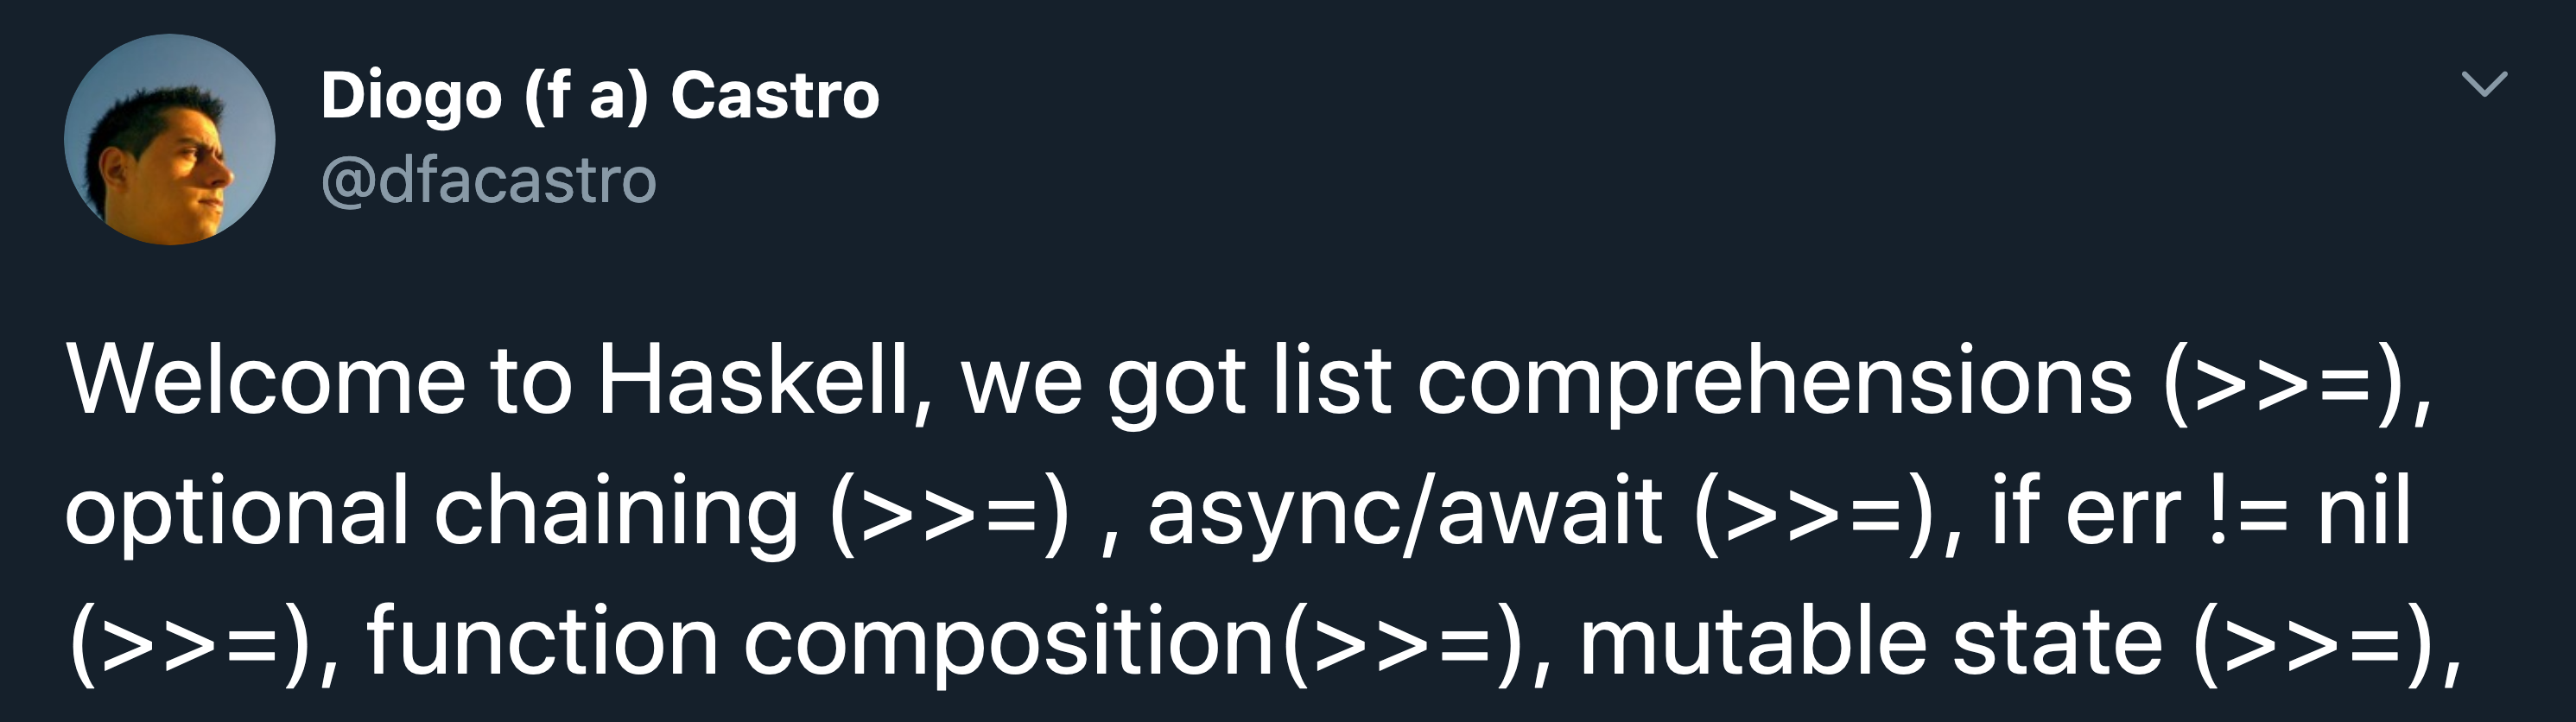 Diogo (f a) Castro
@dfacastro
Welcome to Haskell, we got list comprehensions (>>=),
optional chaining (>>=) , async/await (>>=), if err != nil
(>>=), function composition(>>=), mutable state (>>=),